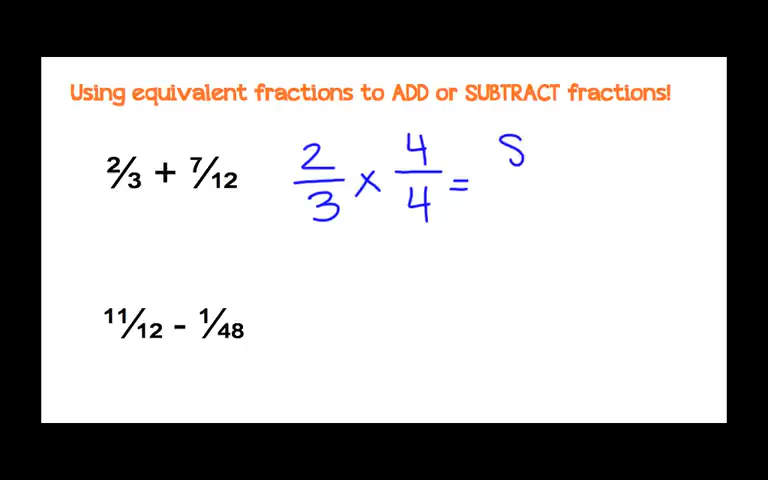 Using equivalent fractions to ADD or SUBTRACT fractions!
⅔ + ⁷⁄₁₂ 2/3 x 4/4 = 8
¹¹⁄₁₂ - ¹⁄₄₈